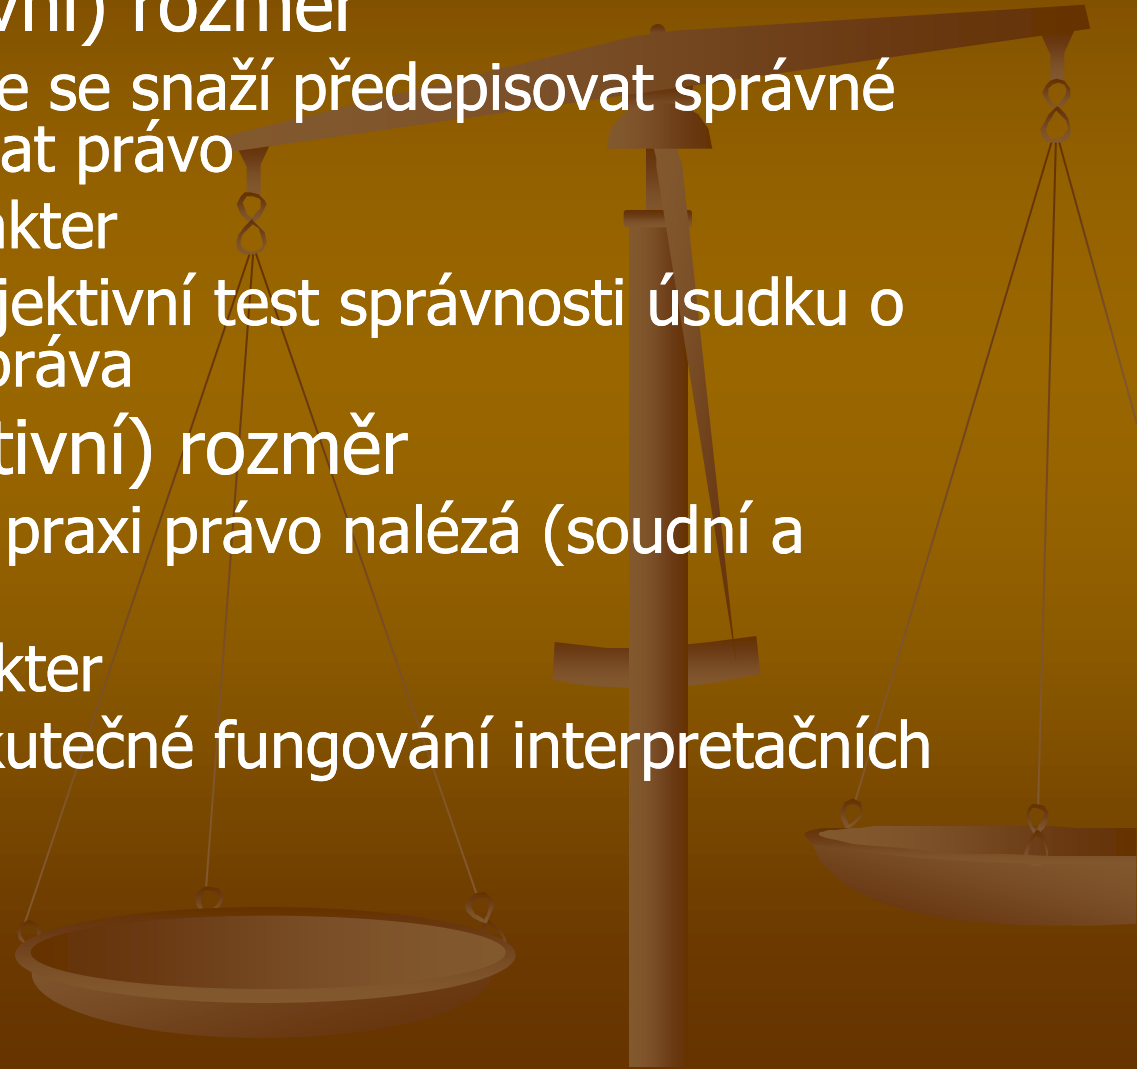 vní) rozměr
e se snaží předepisovat správné
at právo
akter
jektivní test správnosti úsudku o
práva
tivní) rozměr
praxi právo nalézá (soudní a
kter
kutečné fungování interpretačních